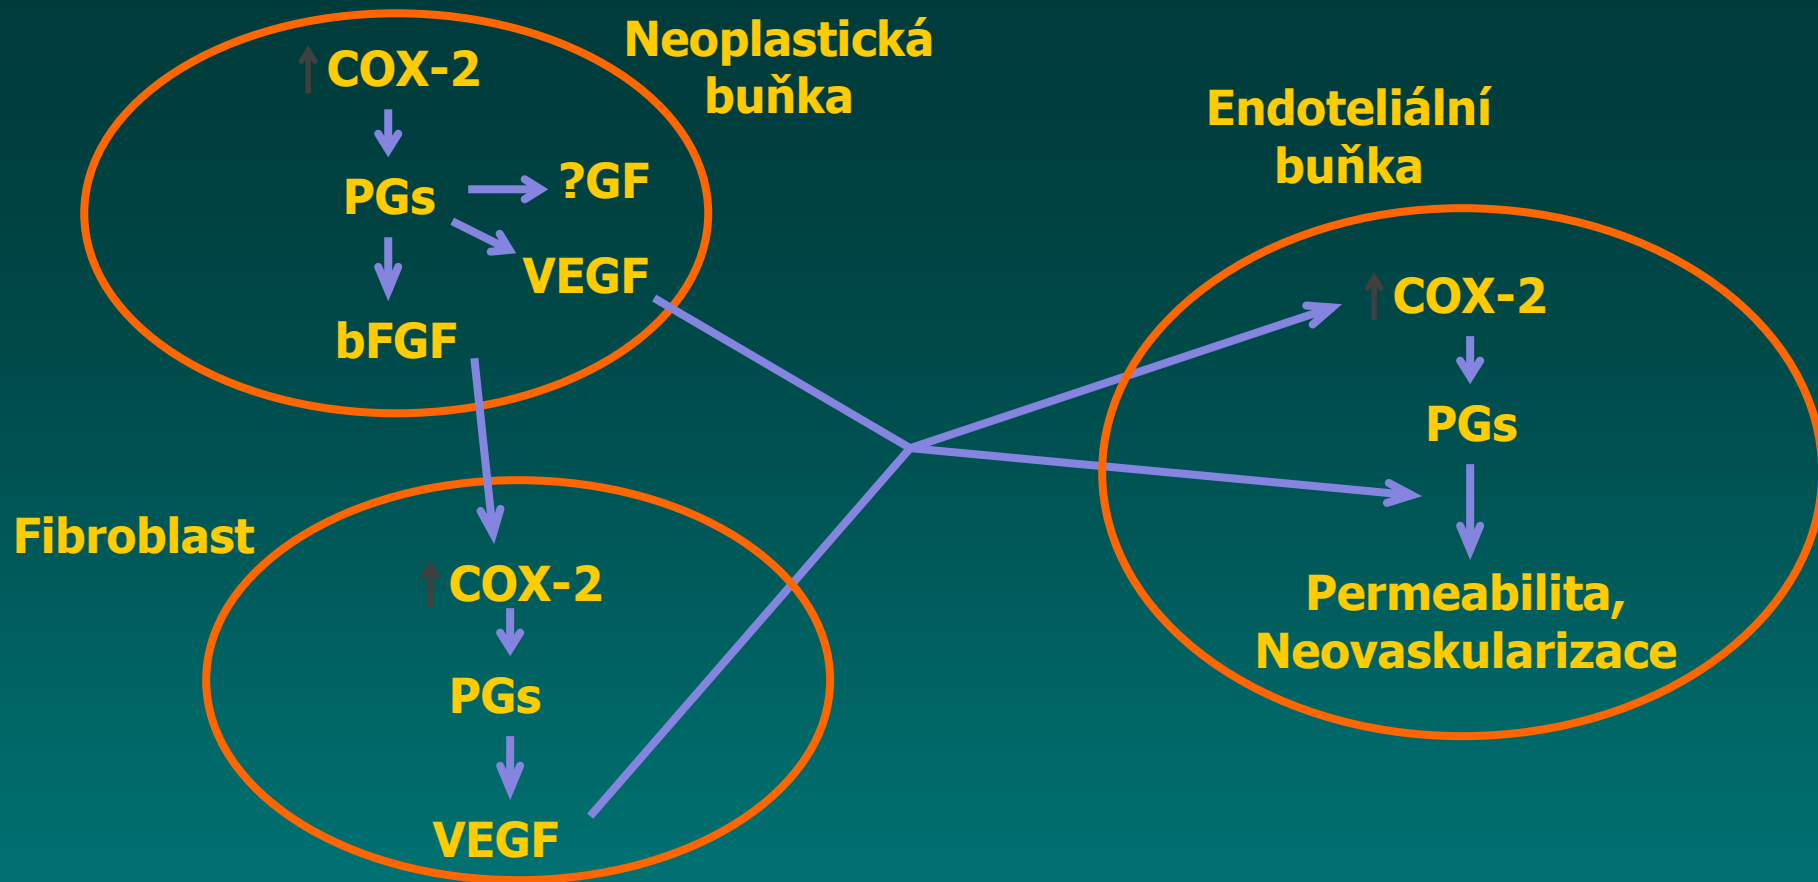 Neoplastická
buňka
COX-2
PGs
?GF
VEGF
bFGF
Endoteliální
buňka
COX-2
PGs
Permeabilita,
Neovaskularizace
Fibroblast
COX-2
PGs
VEGF